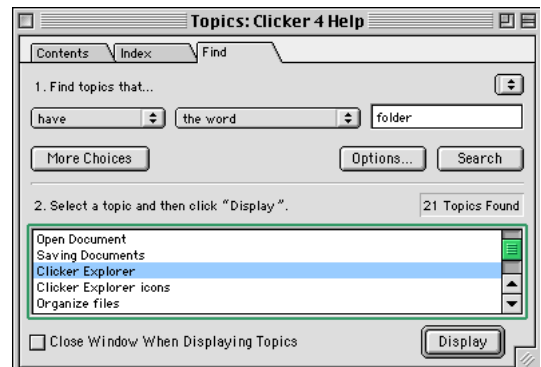 Topics: Clicker 4 Help
Contents Index Find
1. Find topics that...
have the word folder
More Choices Options... Search
2. Select a topic and then click "Display". 21 Topics Found
Open Document
Saving Documents
Clicker Explorer
Clicker Explorer icons
Organize files
Close Window When Displaying Topics Display